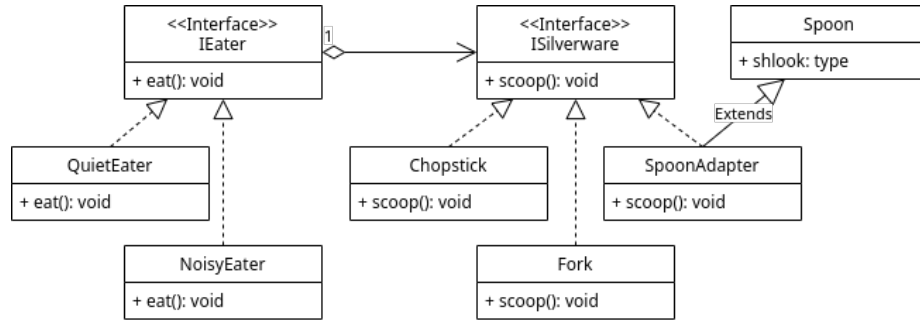 <<Interface>>
IEater
+ eat(): void
1
<<Interface>>
ISilverware
+ scoop(): void
Spoon
+ shlook: type
Extends
QuietEater
+ eat(): void
Chopstick
+ scoop(): void
SpoonAdapter
+ scoop(): void
NoisyEater
+ eat(): void
Fork
+ scoop(): void